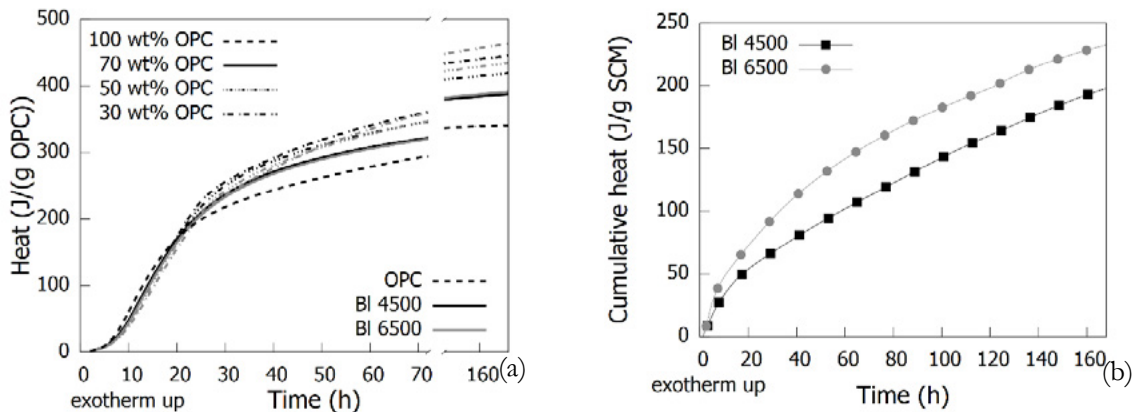 500
400
300
200
100
0
Heat (J/(g OPC))
100 wt% OPC
70 wt% OPC
50 wt% OPC
30 wt% OPC
OPC
Bl 4500
Bl 6500
0 10 20 30 40 50 60 70 160
exotherm up
Time (h)
(a)
250
200
150
100
50
0
Cumulative heat (J/g SCM)
Bl 4500
Bl 6500
0 20 40 60 80 100 120 140 160
exotherm up
Time (h)
(b)